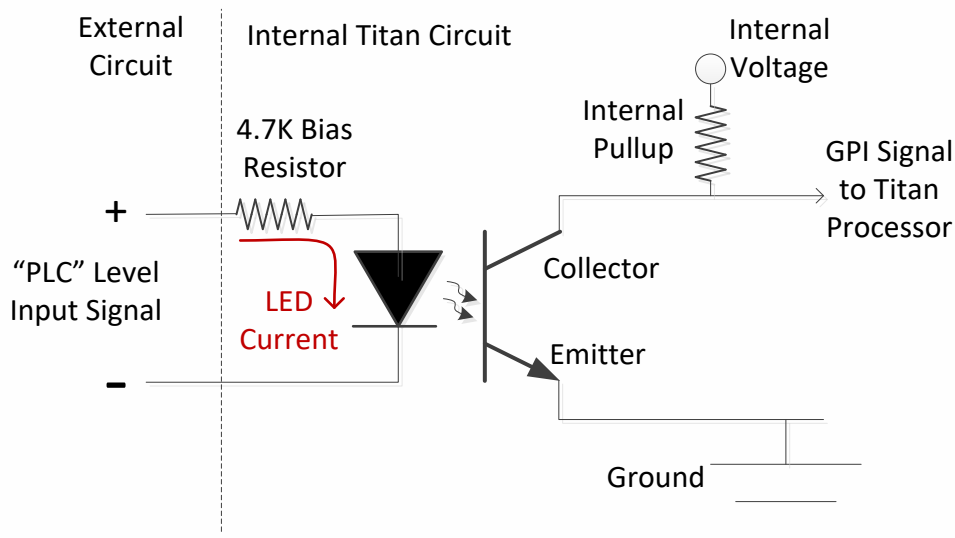 External
Circuit
Internal Titan Circuit
Internal
Voltage
4.7K Bias
Resistor
Internal
Pullup
GPI Signal
to Titan
Processor
+
“PLC” Level
Input Signal
-
LED
Current
Collector
Emitter
Ground